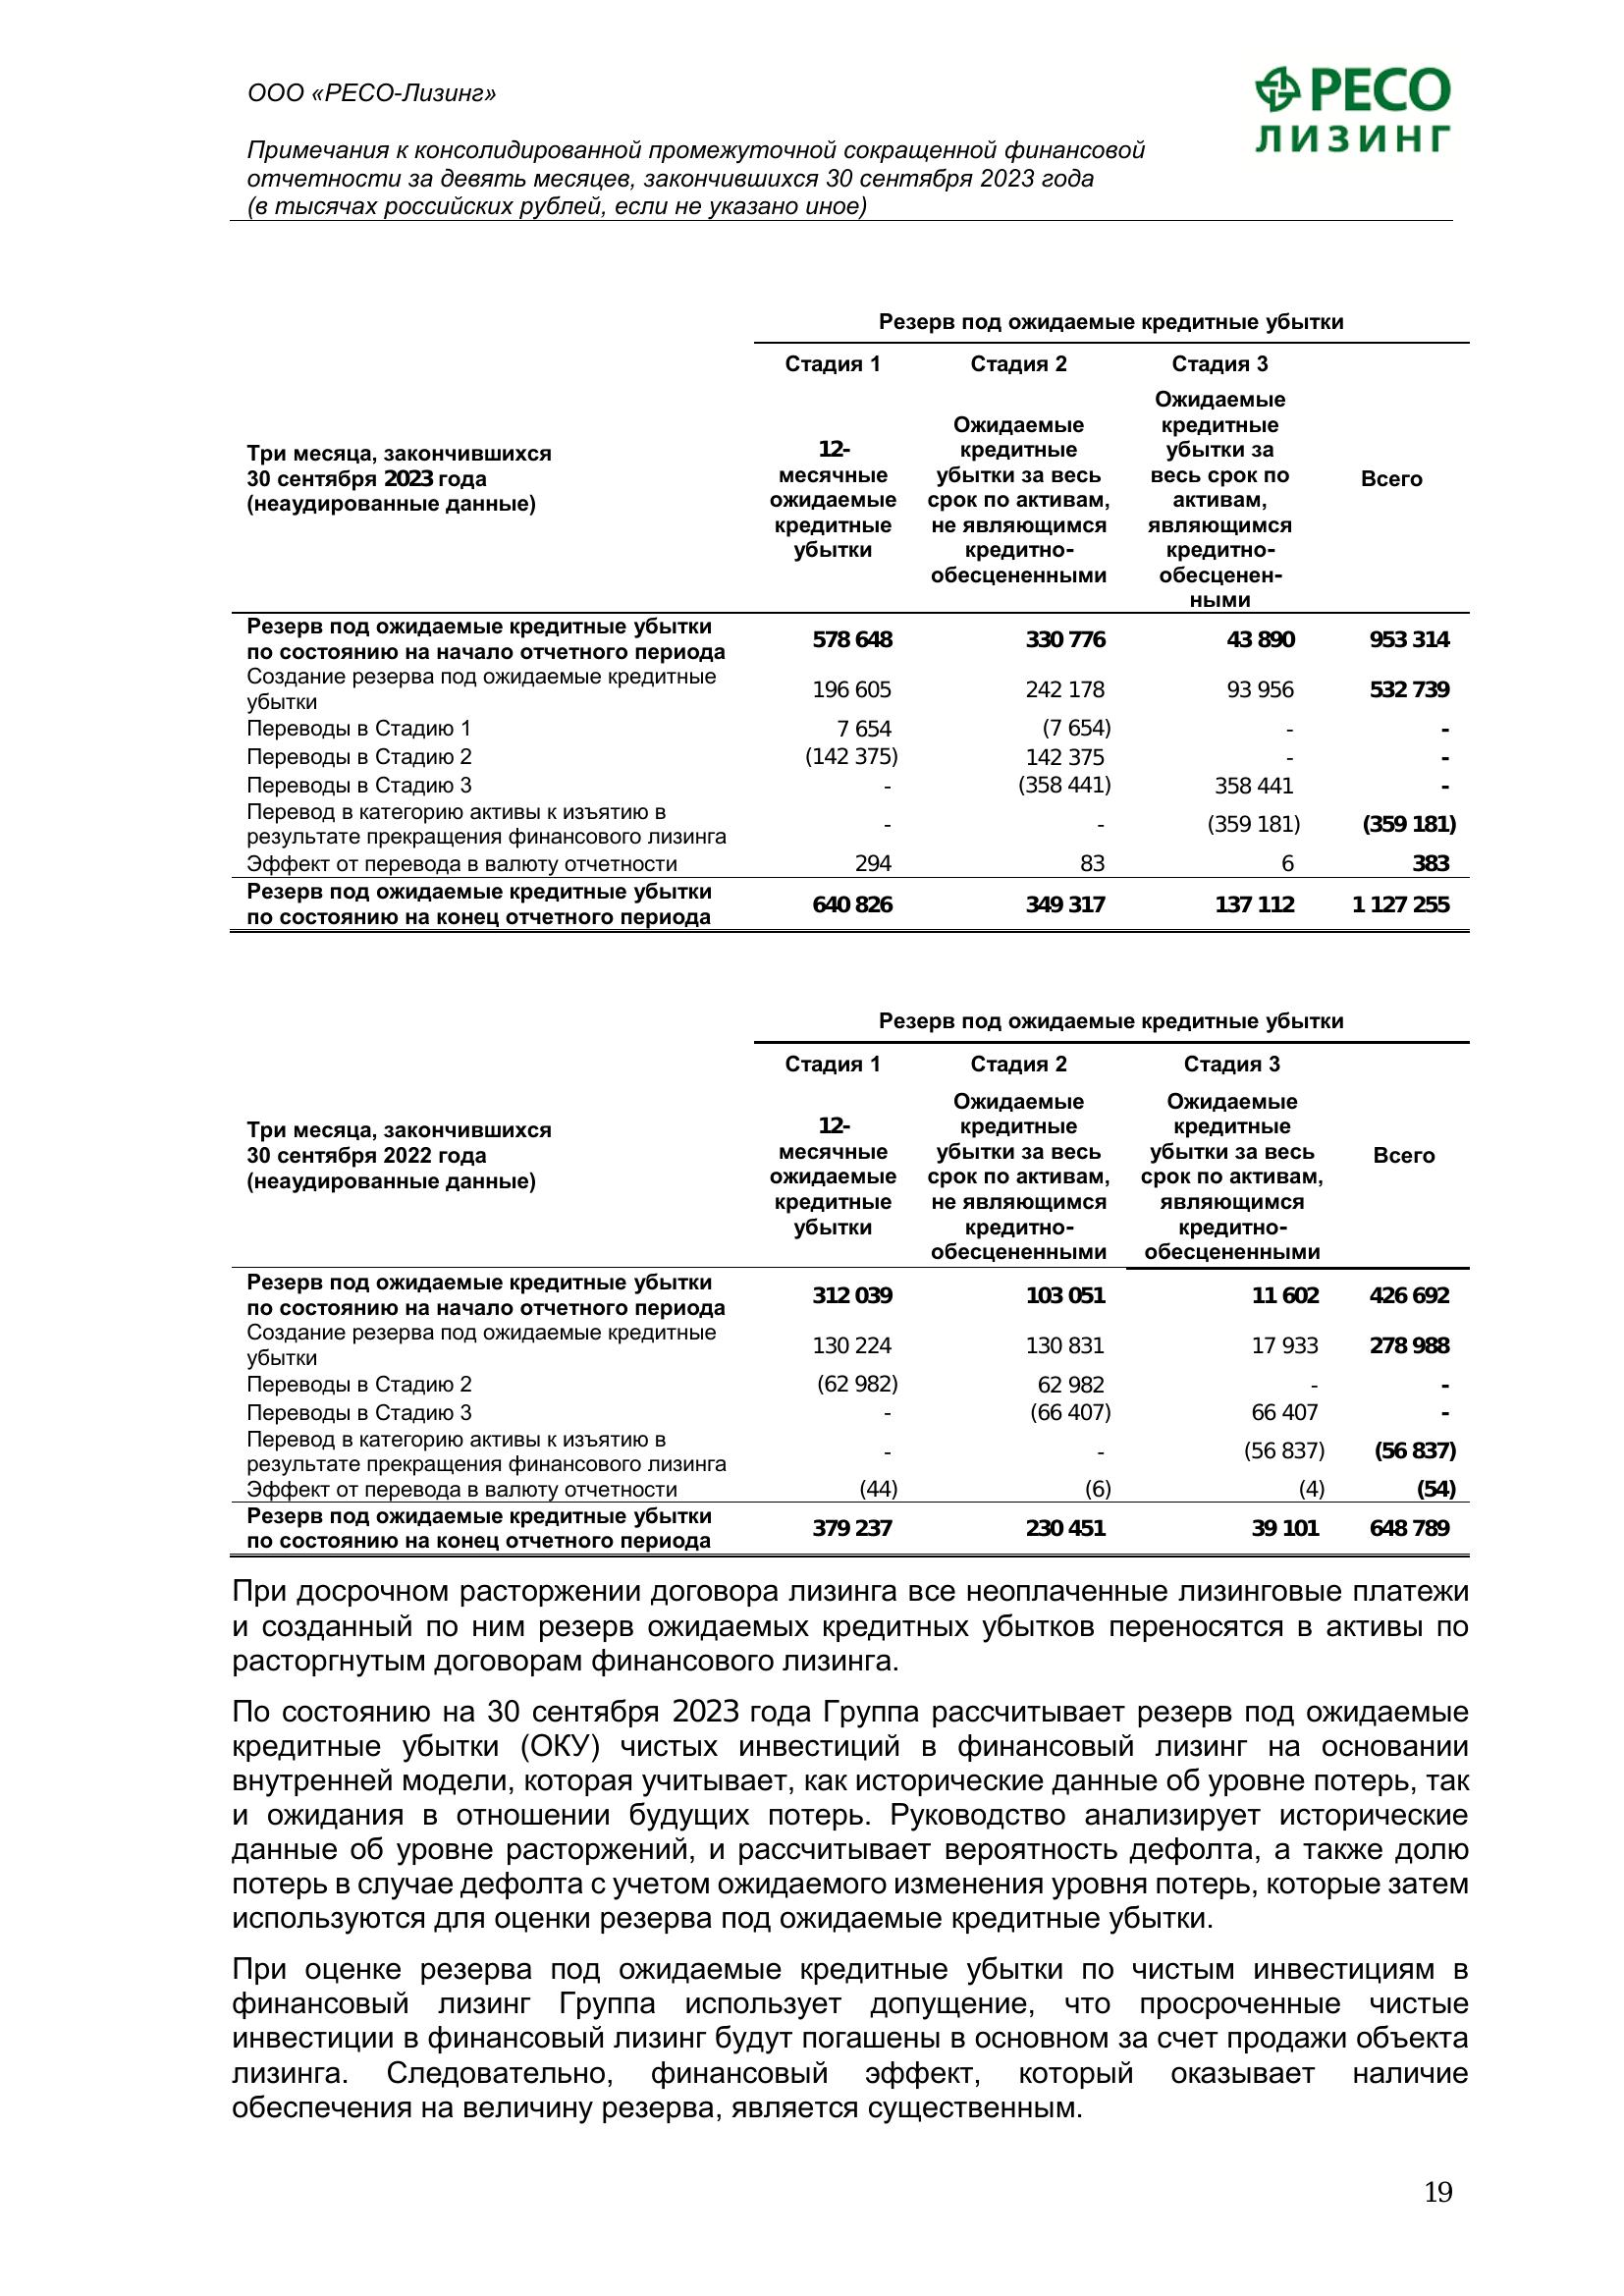 ООО «РЕСО-Лизинг»
РЕСО
ЛИЗИНГ
Примечания к консолидированной промежуточной сокращенной финансовой
отчетности за девять месяцев, закончившихся 30 сентября 2023 года
(в тысячах российских рублей, если не указано иное)
Резерв под ожидаемые кредитные убытки
Стадия 1 Стадия 2 Стадия 3
Три месяца, закончившихся
30 сентября 2023 года
(неаудированные данные)
12-
месячные
ожидаемые
кредитные
убытки
Ожидаемые
кредитные
убытки за весь
срок по активам,
не являющимся
кредитно-
обесцененными
Ожидаемые
кредитные
убытки за
весь срок по
активам,
являющимся
кредитно-
обесценен-
ными
Всего
Резерв под ожидаемые кредитные убытки
по состоянию на начало отчетного периода 578 648 330 776 43 890 953 314
Создание резерва под ожидаемые кредитные
убытки 196 605 242 178 93 956 532 739
Переводы в Стадию 1 7 654 (7 654) - -
Переводы в Стадию 2 (142 375) 142 375 - -
Переводы в Стадию 3 - (358 441) 358 441 -
Перевод в категорию активы к изъятию в
результате прекращения финансового лизинга - - (359 181) (359 181)
Эффект от перевода в валюту отчетности 294 83 6 383
Резерв под ожидаемые кредитные убытки
по состоянию на конец отчетного периода 640 826 349 317 137 112 1 127 255
Резерв под ожидаемые кредитные убытки
Стадия 1 Стадия 2 Стадия 3
Три месяца, закончившихся
30 сентября 2022 года
(неаудированные данные)
12-
месячные
ожидаемые
кредитные
убытки
Ожидаемые
кредитные
убытки за весь
срок по активам,
не являющимся
кредитно-
обесцененными
Ожидаемые
кредитные
убытки за весь
срок по активам,
являющимся
кредитно-
обесцененными
Всего
Резерв под ожидаемые кредитные убытки
по состоянию на начало отчетного периода 312 039 103 051 11 602 426 692
Создание резерва под ожидаемые кредитные
убытки 130 224 130 831 17 933 278 988
Переводы в Стадию 2 (62 982) 62 982 - -
Переводы в Стадию 3 - (66 407) 66 407 -
Перевод в категорию активы к изъятию в
результате прекращения финансового лизинга - - (56 837) (56 837)
Эффект от перевода в валюту отчетности (44) (6) (4) (54)
Резерв под ожидаемые кредитные убытки
по состоянию на конец отчетного периода 379 237 230 451 39 101 648 789
При досрочном расторжении договора лизинга все неоплаченные лизинговые платежи
и созданный по ним резерв ожидаемых кредитных убытков переносятся в активы по
расторгнутым договорам финансового лизинга.
По состоянию на 30 сентября 2023 года Группа рассчитывает резерв под ожидаемые
кредитные убытки (ОКУ) чистых инвестиций в финансовый лизинг на основании
внутренней модели, которая учитывает, как исторические данные об уровне потерь, так
и ожидания в отношении будущих потерь. Руководство анализирует исторические
данные об уровне расторжений, и рассчитывает вероятность дефолта, а также долю
потерь в случае дефолта с учетом ожидаемого изменения уровня потерь, которые затем
используются для оценки резерва под ожидаемые кредитные убытки.
При оценке резерва под ожидаемые кредитные убытки по чистым инвестициям в
финансовый лизинг Группа использует допущение, что просроченные чистые
инвестиции в финансовый лизинг будут погашены в основном за счет продажи объекта
лизинга. Следовательно, финансовый эффект, который оказывает наличие
обеспечения на величину резерва, является существенным.
19